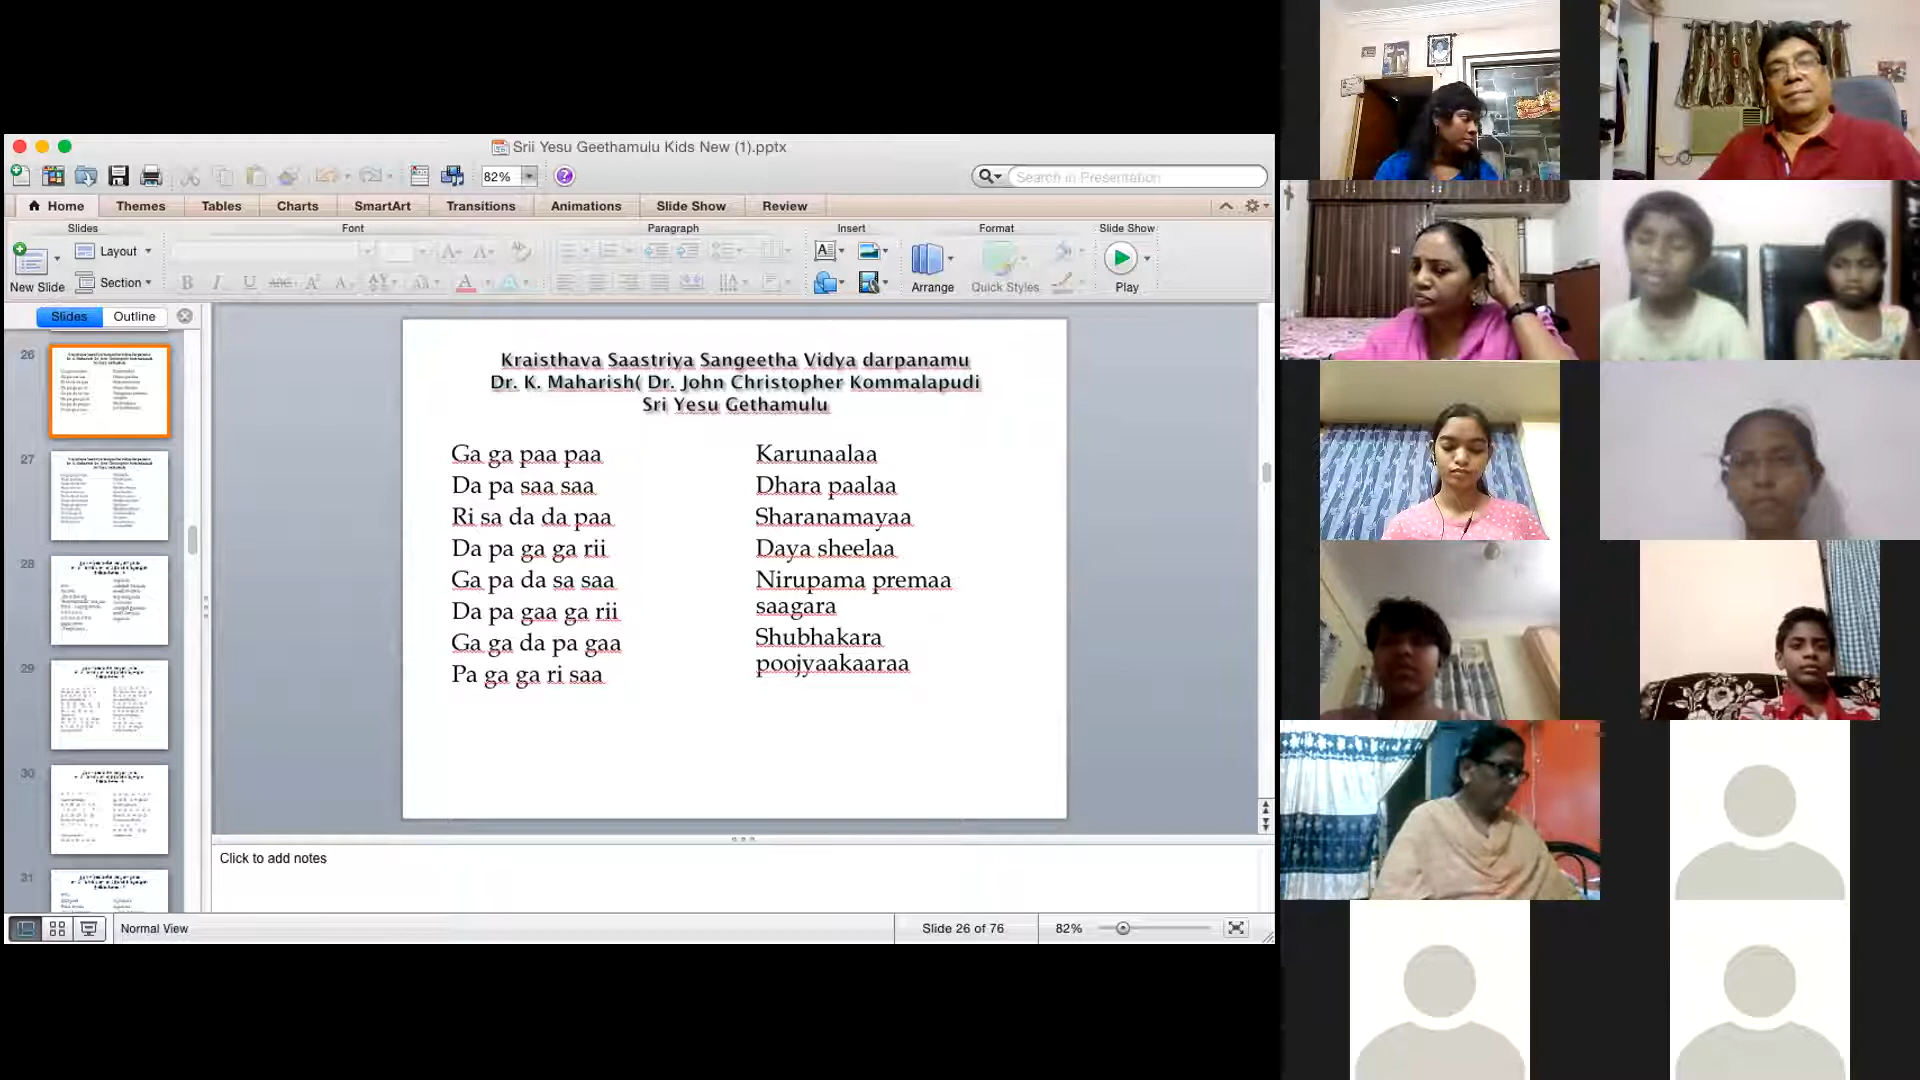 Srii Yesu Geethamulu Kids New (1).pptx
82%
Search in Presentation
Home
Themes
Tables
Charts
SmartArt
Transitions
Animations
Slide Show
Review
Slides
Font
Paragraph
Insert
Format
Slide Show
New Slide
Layout
Section
Arrange
Quick Styles
Play
Slides
Outline
26
27
28
29
30
31
Kraisthava Saastriya Sangeetha Vidya darpanamu
Dr. K. Maharish( Dr. John Christopher Kommalapudi
Sri Yesu Gethamulu
Ga ga paa paa
Da pa saa saa
Ri sa da da paa
Da pa ga ga rii
Ga pa da sa saa
Da pa gaa ga rii
Ga ga da pa gaa
Pa ga ga ri saa
Karunaalaa
Dhara paalaa
Sharanamayaa
Daya sheelaa
Nirupama premaa
saagara
Shubhakara
poojyaakaaraa
Click to add notes
Normal View
Slide 26 of 76
82%